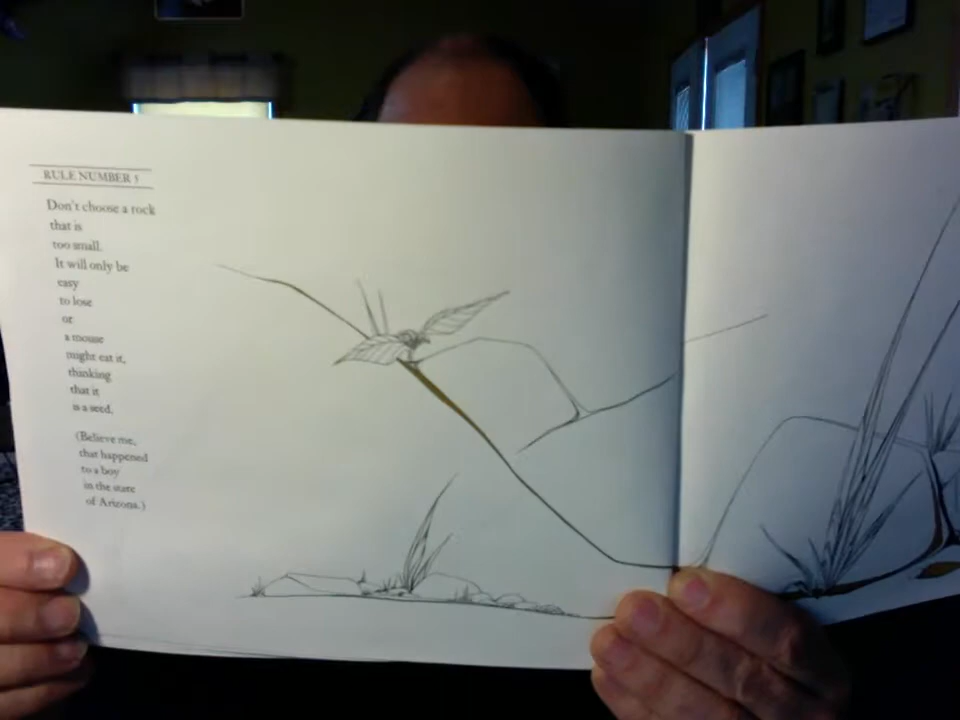 RULE NUMBER 5
Don't choose a rock
that is
too small.
It will only be
easy
to lose
or
a mouse
might eat it,
thinking
that it
is a seed.
(Believe me,
that happened
to a boy
in the state
of Arizona.)